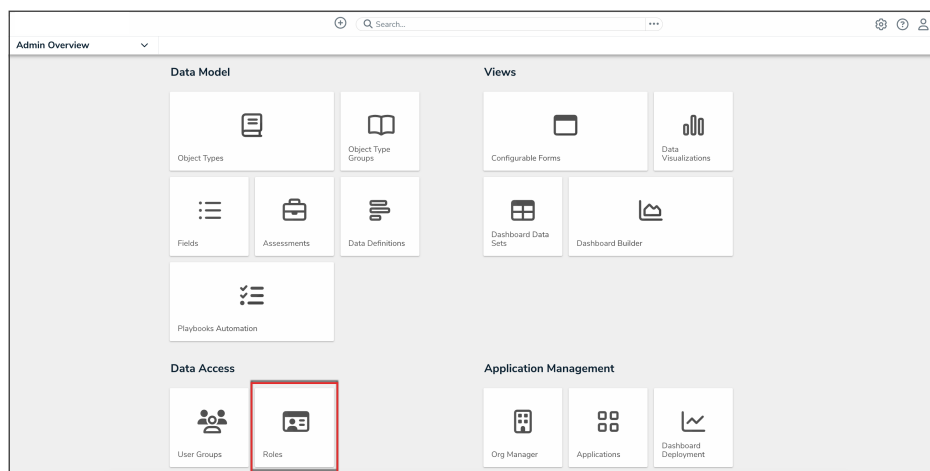 Search...
Admin Overview
Data Model
Object Types
Object Type
Groups
Fields
Assessments
Data Definitions
Playbooks Automation
Views
Configurable Forms
Data
Visualizations
Dashboard Data
Sets
Dashboard Builder
Data Access
User Groups
Roles
Application Management
Org Manager
Applications
Dashboard
Deployment